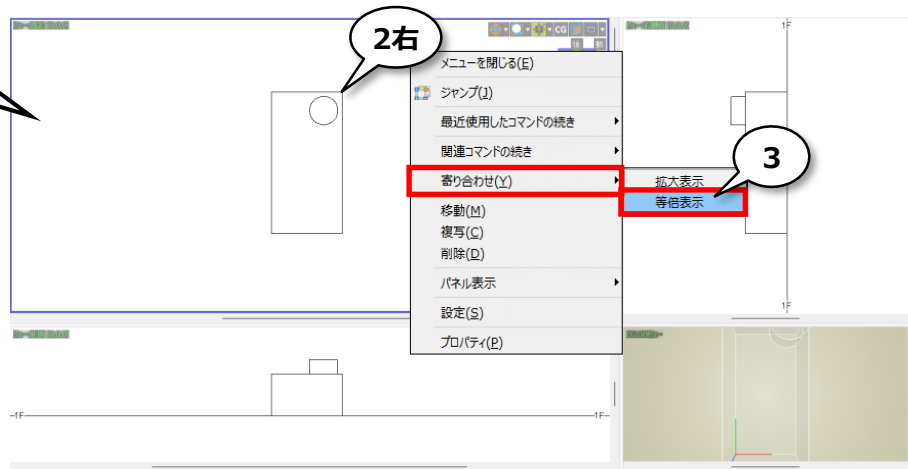 2右
CG
1F
メニューを閉じる(E)
ジャンプ(J)
最近使用したコマンドの続き
関連コマンドの続き
3
寄り合わせ(Y)
拡大表示
等倍表示
移動(M)
複写(C)
削除(D)
パネル表示
1F
設定(S)
プロパティ(P)
1F
1F